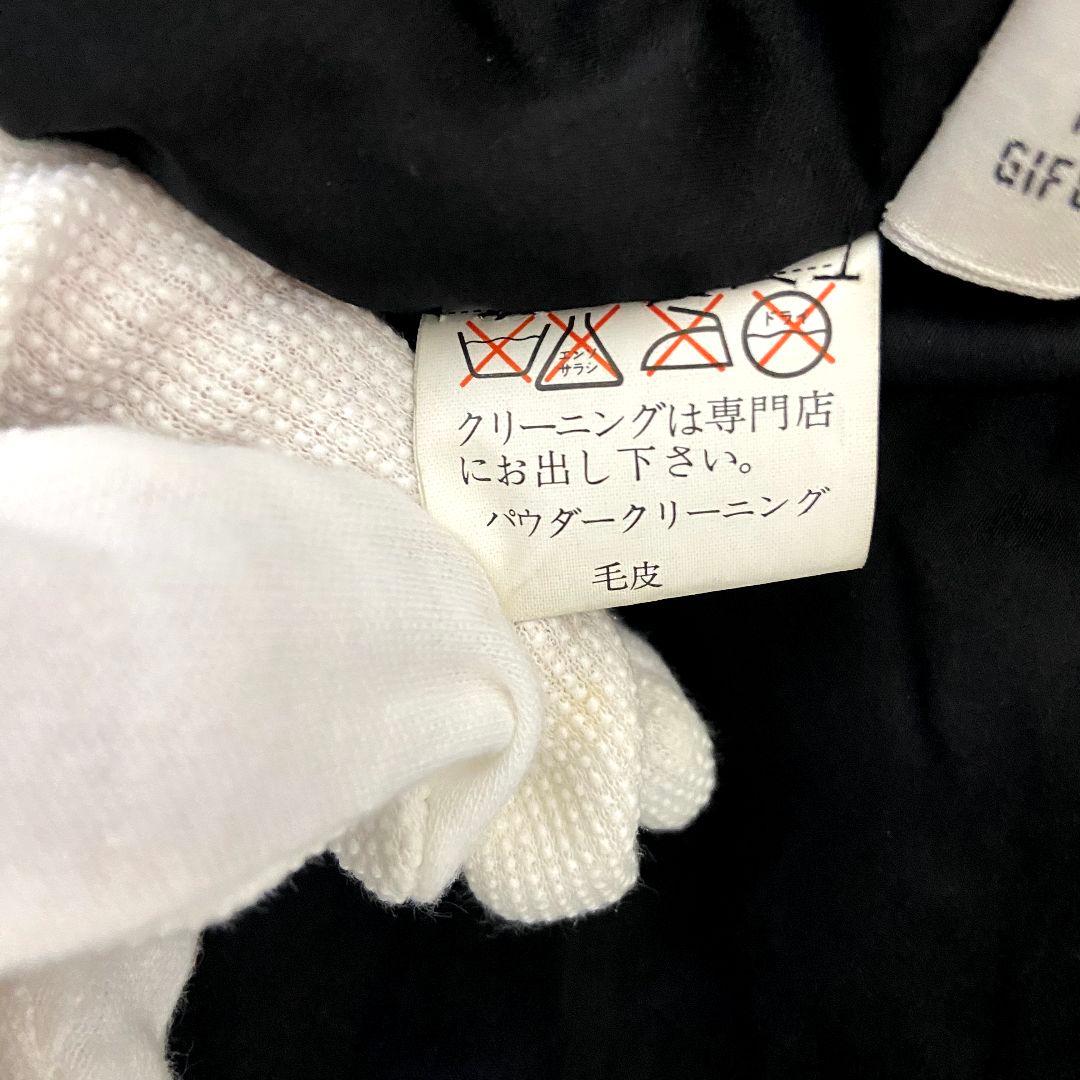 GIFU
エンソ
サラシ
ドライ
クリーニングは専門店
にお出し下さい。
パウダークリーニング
毛皮